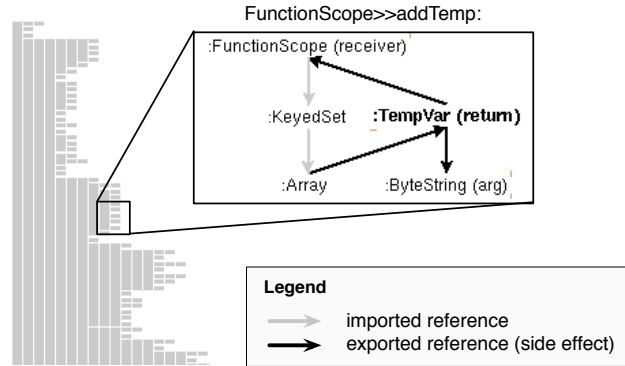 FunctionScope>>addTemp:
:FunctionScope (receiver)
:KeyedSet
:TempVar (return)
:Array
:ByteString (arg)
Legend
imported reference
exported reference (side effect)